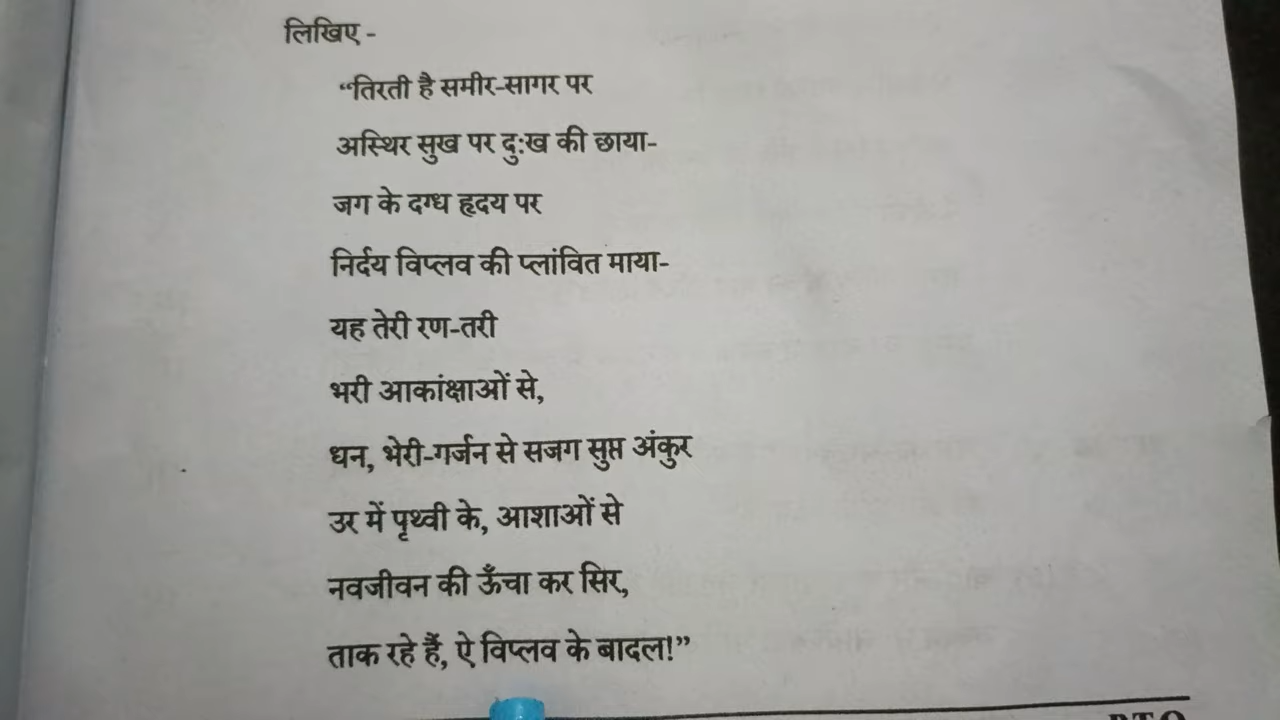 लिखिए -
“तिरती है समीर-सागर पर
अस्थिर सुख पर दुःख की छाया-
जग के दग्ध हृदय पर
निर्दय विप्लव की प्लांवित माया-
यह तेरी रण-तरी
भरी आकांक्षाओं से,
धन, भेरी-गर्जन से सजग सुप्त अंकुर
उर में पृथ्वी के, आशाओं से
नवजीवन की ऊँचा कर सिर,
ताक रहे हैं, ऐ विप्लव के बादल!”
P.T.O